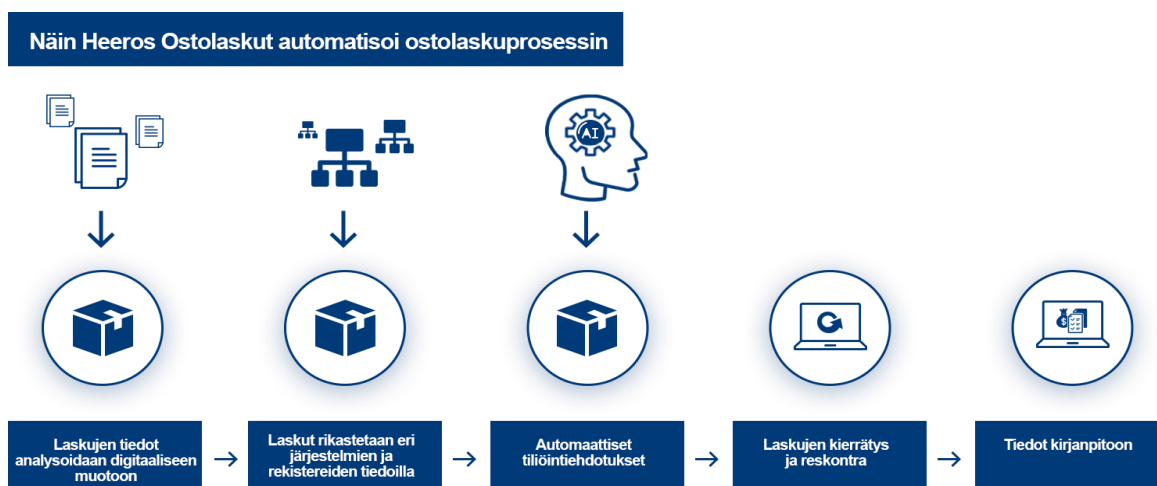 Näin Heeros Ostolaskut automatisoi ostolaskuprosessin
AI
Laskujen tiedot
analysoidaan digitaaliseen
muotoon
Laskut rikastetaan eri
järjestelmien ja
rekistereiden tiedoilla
Automaattiset
tiliöintiehdotukset
Laskujen kierrätys
ja reskontra
Tiedot kirjanpitoon